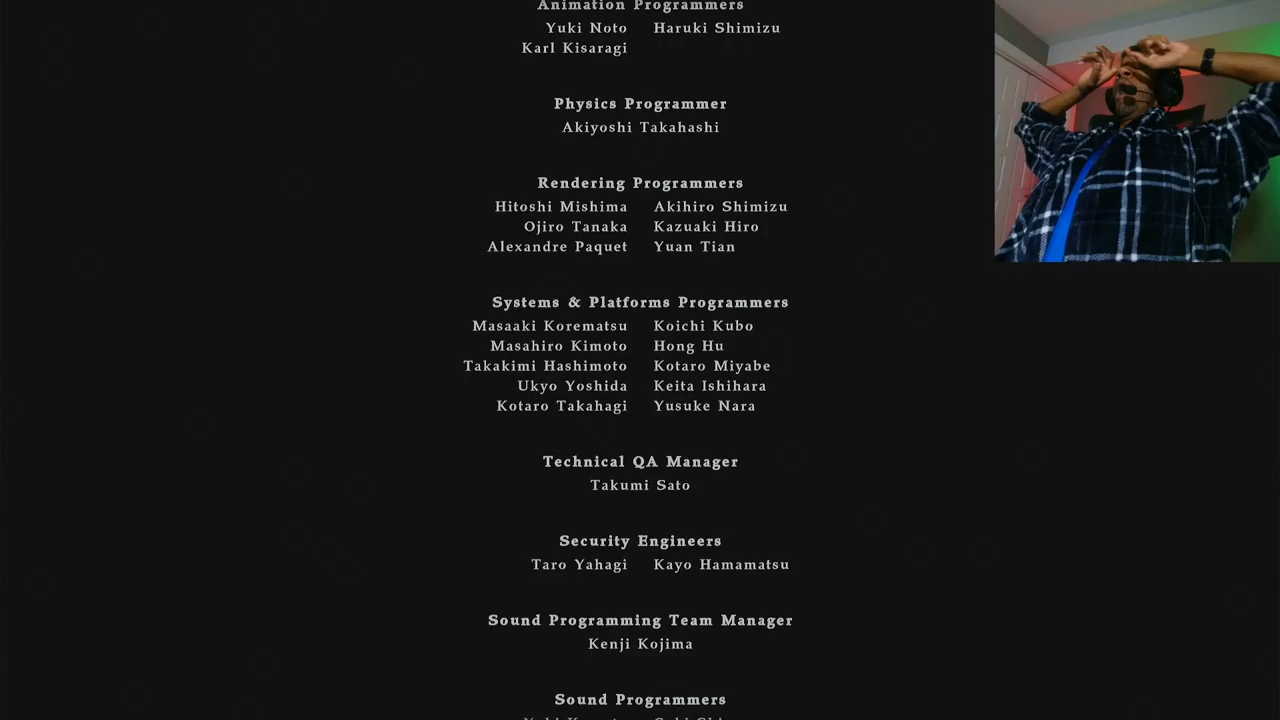 Animation Programmers
Yuki Noto Haruki Shimizu
Karl Kisaragi
Physics Programmer
Akiyoshi Takahashi
Rendering Programmers
Hitoshi Mishima Akihiro Shimizu
Ojiro Tanaka Kazuaki Hiro
Alexandre Paquet Yuan Tian
Systems & Platforms Programmers
Masaaki Korematsu Koichi Kubo
Masahiro Kimoto Hong Hu
Takakimi Hashimoto Kotaro Miyabe
Ukyo Yoshida Keita Ishihara
Kotaro Takahagi Yusuke Nara
Technical QA Manager
Takumi Sato
Security Engineers
Taro Yahagi Kayo Hamamatsu
Sound Programming Team Manager
Kenji Kojima
Sound Programmers